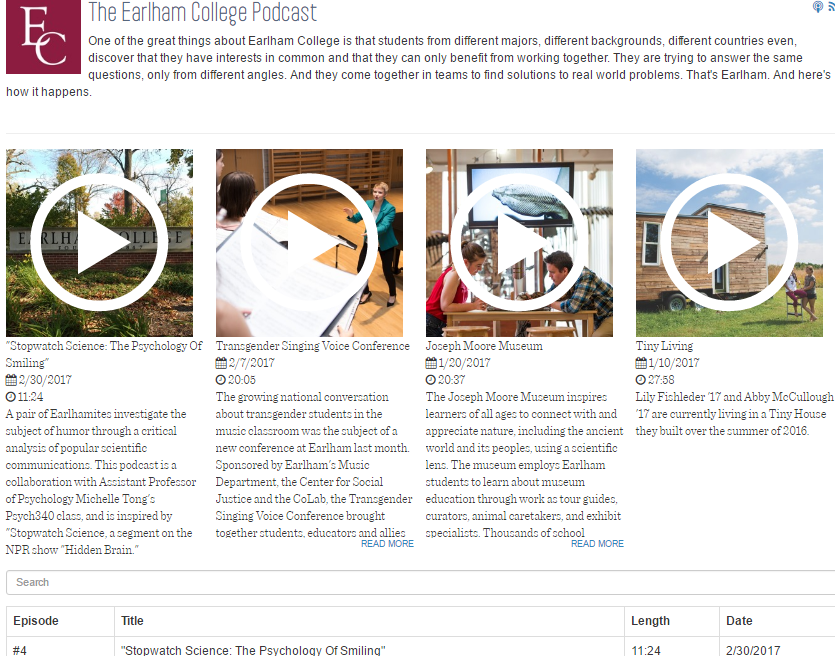 EC
The Earlham College Podcast
One of the great things about Earlham College is that students from different majors, different backgrounds, different countries even,
discover that they have interests in common and that they can only benefit from working together. They are trying to answer the same
questions, only from different angles. And they come together in teams to find solutions to real world problems. That's Earlham. And here's
how it happens.
EARLHAM COLLEGE
"Stopwatch Science: The Psychology Of
Smiling"
2/30/2017
11:24
A pair of Earlhamites investigate the
subject of humor through a critical
analysis of popular scientific
communications. This podcast is a
collaboration with Assistant Professor
of Psychology Michelle Tong's
Psych340 class, and is inspired by
"Stopwatch Science, a segment on the
NPR show "Hidden Brain."
Transgender Singing Voice Conference
2/7/2017
20:05
The growing national conversation
about transgender students in the
music classroom was the subject of a
new conference at Earlham last month.
Sponsored by Earlham's Music
Department, the Center for Social
Justice and the CoLab, the Transgender
Singing Voice Conference brought
together students, educators and allies
READ MORE
Joseph Moore Museum
1/20/2017
20:37
The Joseph Moore Museum inspires
learners of all ages to connect with and
appreciate nature, including the ancient
world and its peoples, using a scientific
lens. The museum employs Earlham
students to learn about museum
education through work as tour guides,
curators, animal caretakers, and exhibit
specialists. Thousands of school
READ MORE
Tiny Living
1/10/2017
27:58
Lily Fishleder '17 and Abby McCullough
'17 are currently living in a Tiny House
they built over the summer of 2016.
Search
Episode Title Length Date
#4 "Stopwatch Science: The Psychology Of Smiling" 11:24 2/30/2017